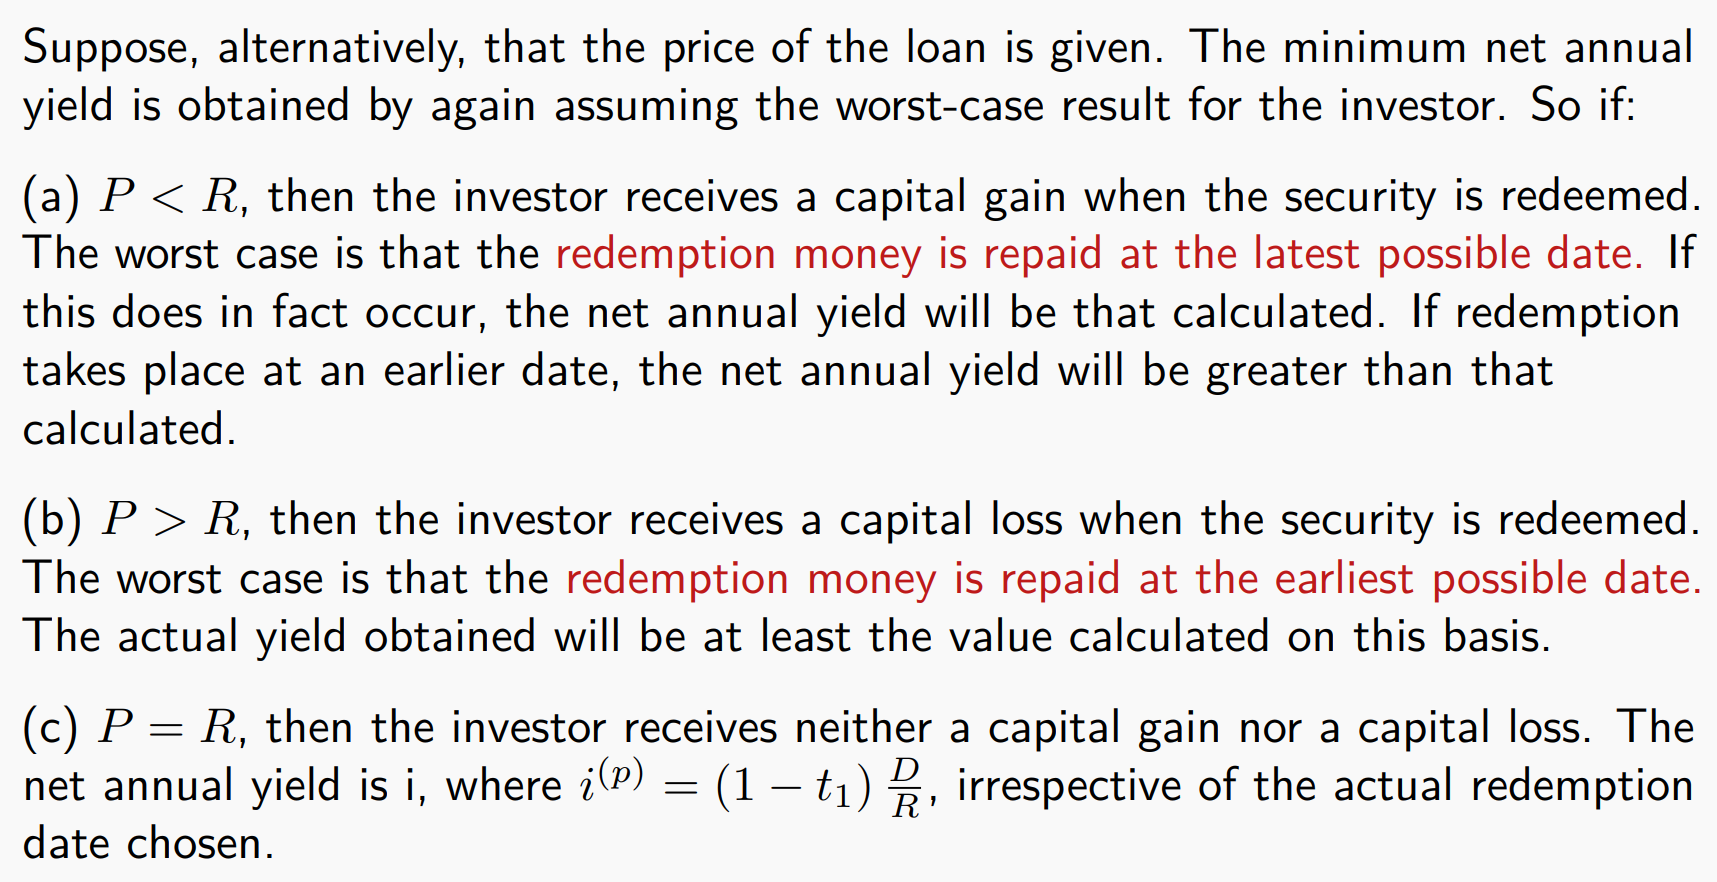 Suppose, alternatively, that the price of the loan is given. The minimum net annual
yield is obtained by again assuming the worst-case result for the investor. So if:
(a) P < R, then the investor receives a capital gain when the security is redeemed.
The worst case is that the redemption money is repaid at the latest possible date. If
this does in fact occur, the net annual yield will be that calculated. If redemption
takes place at an earlier date, the net annual yield will be greater than that
calculated.
(b) P > R, then the investor receives a capital loss when the security is redeemed.
The worst case is that the redemption money is repaid at the earliest possible date.
The actual yield obtained will be at least the value calculated on this basis.
(c) P = R, then the investor receives neither a capital gain nor a capital loss. The
net annual yield is i, where $i^{(p)} = (1 - t_1) \frac{D}{R}$, irrespective of the actual redemption
date chosen.